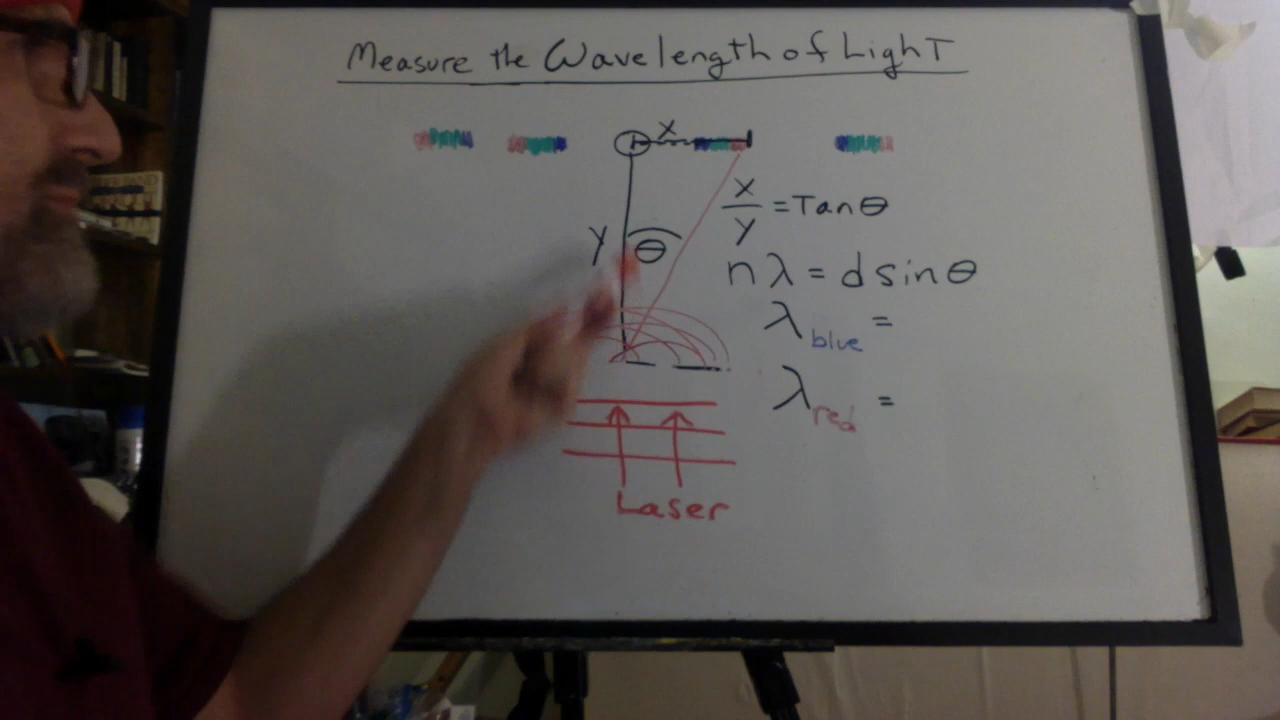 Measure the Wavelength of LighT
x
x/y = Tanθ
y θ
nλ = d sinθ
λblue =
λred =
Laser